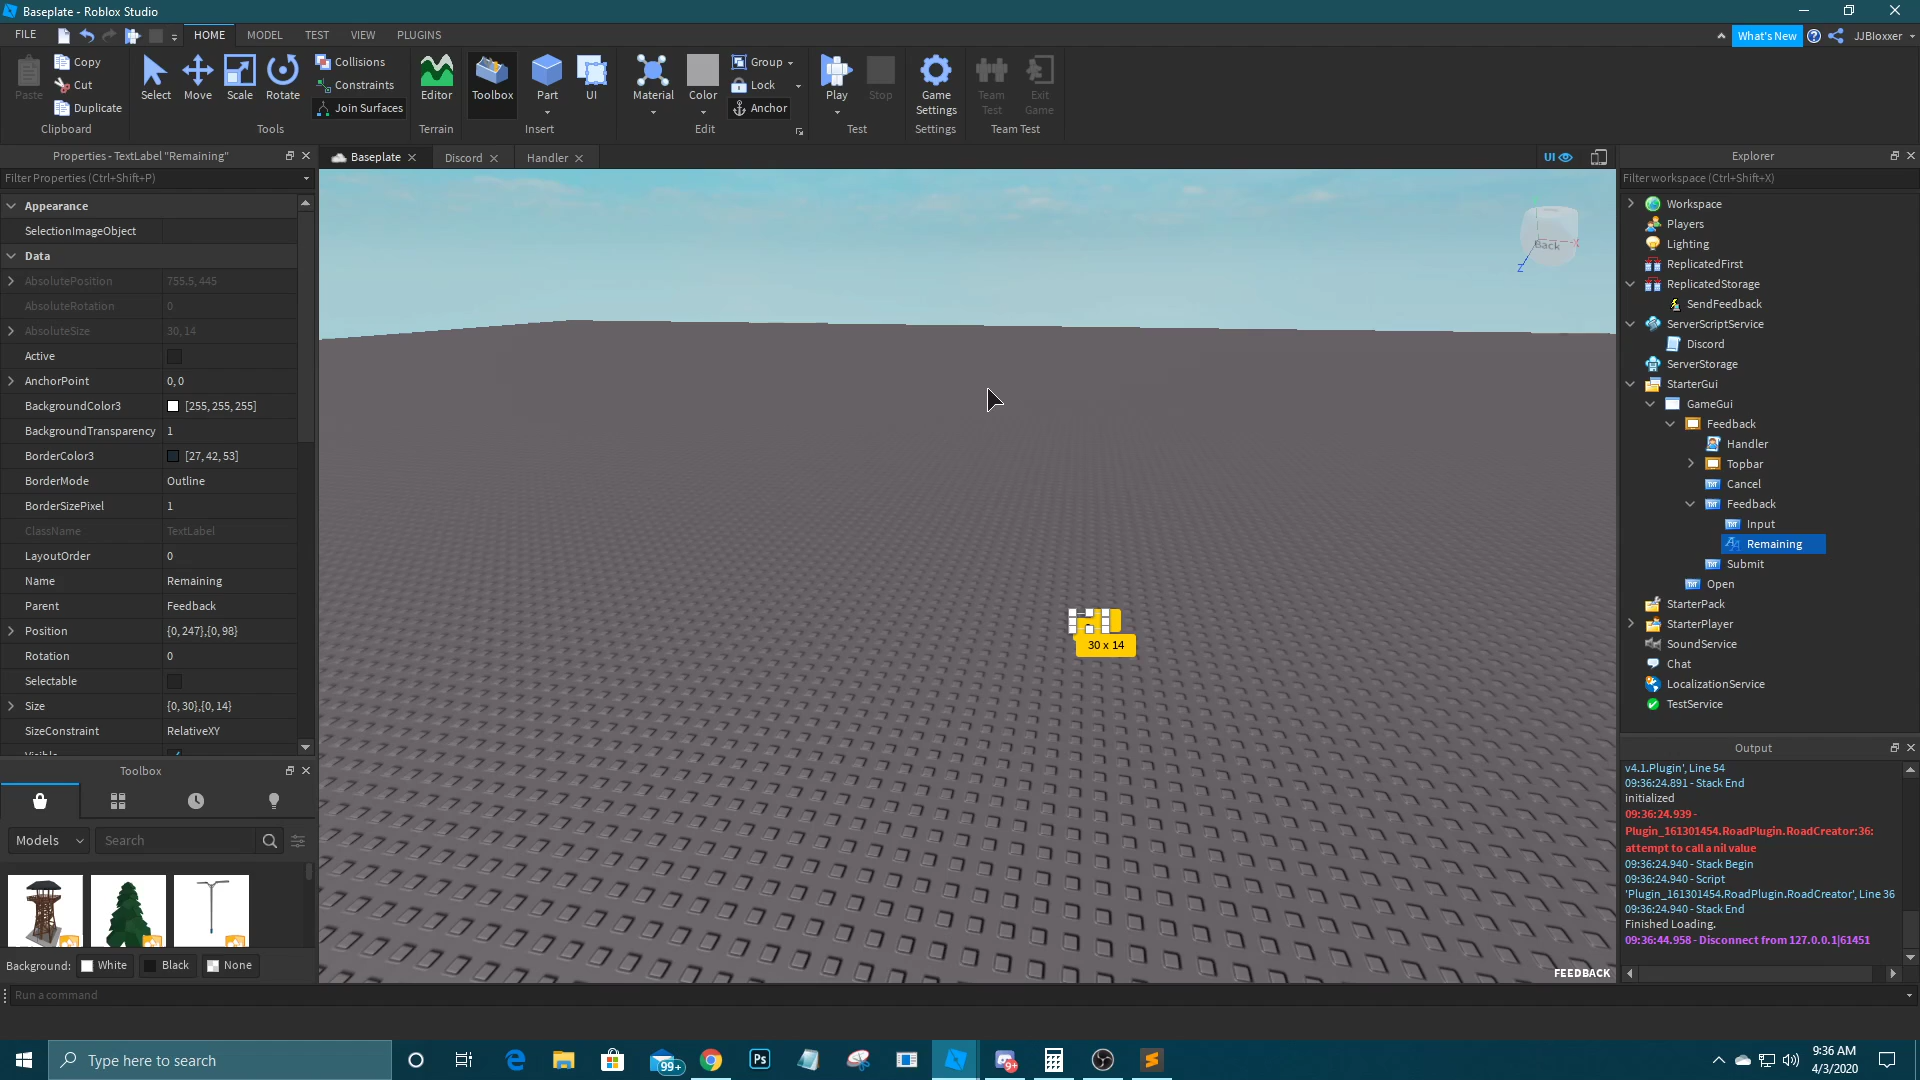 Baseplate - Roblox Studio
FILE HOME MODEL TEST VIEW PLUGINS
What's New JJBloxxer
Paste
Copy
Cut
Duplicate
Clipboard
Select Move Scale Rotate
Collisions
Constraints
Join Surfaces
Tools
Editor
Terrain
Toolbox Part UI
Insert
Material Color
Group
Lock
Anchor
Edit
Play Stop
Test
Game
Settings
Settings
Team
Test
Exit
Game
Team Test
Properties - TextLabel "Remaining"
Filter Properties (Ctrl+Shift+P)
Appearance
SelectionImageObject
Data
AbsolutePosition 755.5, 445
AbsoluteRotation 0
AbsoluteSize 30, 14
Active
AnchorPoint 0, 0
BackgroundColor3 [255, 255, 255]
BackgroundTransparency 1
BorderColor3 [27, 42, 53]
BorderMode Outline
BorderSizePixel 1
ClassName TextLabel
LayoutOrder 0
Name Remaining
Parent Feedback
Position {0, 247},{0, 98}
Rotation 0
Selectable
Size {0, 30},{0, 14}
SizeConstraint RelativeXY
Visible
Toolbox
Models Search
Background: White Black None
Baseplate Discord Handler
UI
Back
X
Z
30 x 14
FEEDBACK
Explorer
Filter workspace (Ctrl+Shift+X)
Workspace
Players
Lighting
ReplicatedFirst
ReplicatedStorage
SendFeedback
ServerScriptService
Discord
ServerStorage
StarterGui
GameGui
Feedback
Handler
Topbar
Cancel
Feedback
Input
Remaining
Submit
Open
StarterPack
StarterPlayer
SoundService
Chat
LocalizationService
TestService
Output
v4.1.Plugin', Line 54
09:36:24.891 - Stack End
initialized
09:36:24.939 -
Plugin_161301454.RoadPlugin.RoadCreator:36:
attempt to call a nil value
09:36:24.940 - Stack Begin
09:36:24.940 - Script
'Plugin_161301454.RoadPlugin.RoadCreator', Line 36
09:36:24.940 - Stack End
Finished Loading.
09:36:44.958 - Disconnect from 127.0.0.1|61451
Run a command
Type here to search
99+
Ps
9+
9:36 AM
4/3/2020